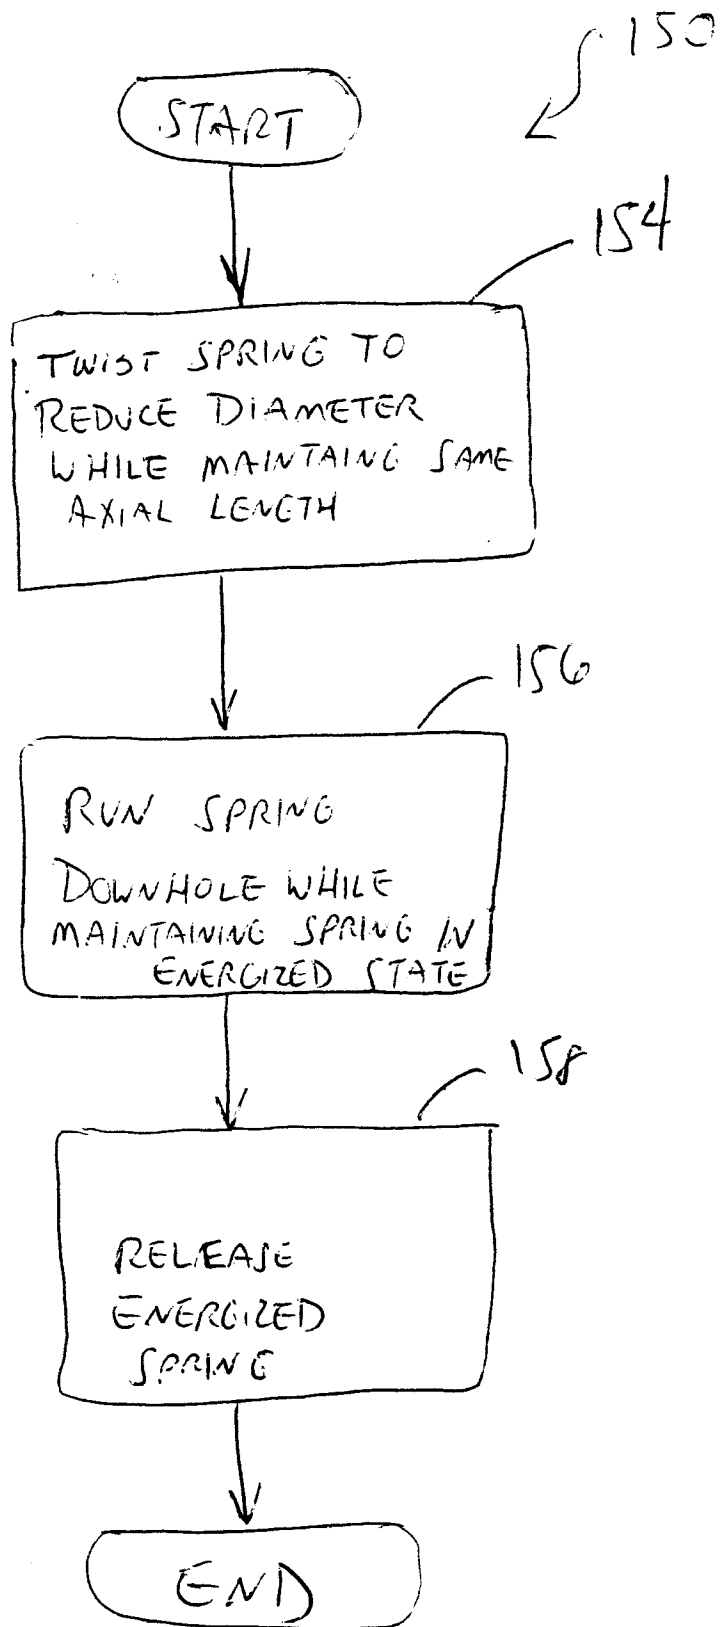 150
START
154
TWIST SPRING TO
REDUCE DIAMETER
WHILE MAINTAING SAME
AXIAL LENGTH
156
RUN SPRING
DOWNHOLE WHILE
MAINTAINING SPRING IN
ENERGIZED STATE
158
RELEASE
ENERGIZED
SPRING
END